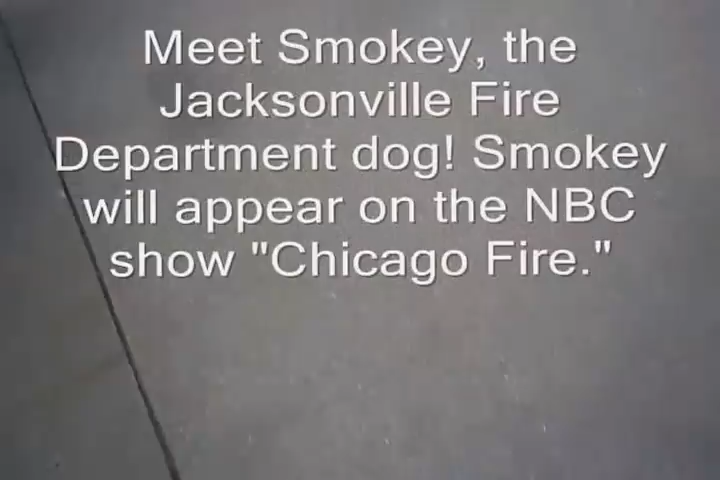 Meet Smokey, the
Jacksonville Fire
Department dog! Smokey
will appear on the NBC
show "Chicago Fire."